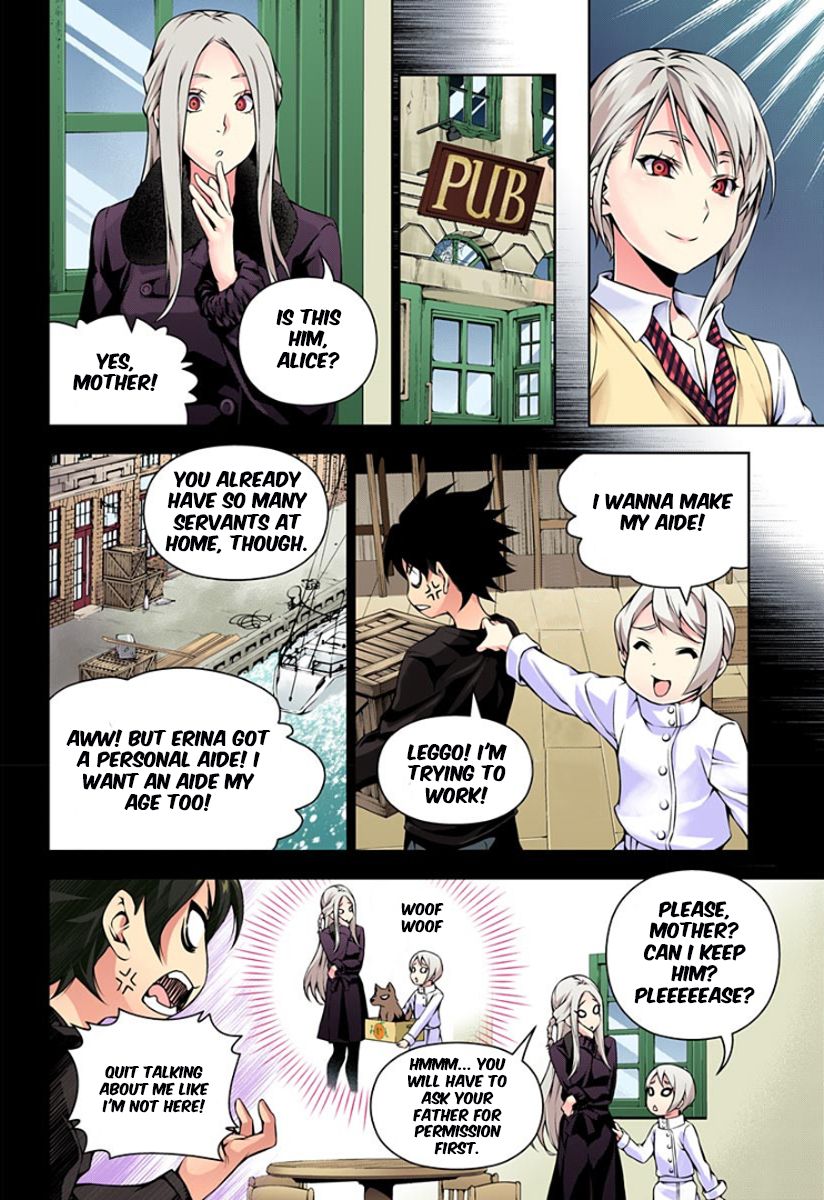 PUB
IS THIS
HIM,
ALICE?
YES,
MOTHER!
I WANNA MAKE
MY AIDE!
LEGGO! I'M
TRYING TO
WORK!
YOU ALREADY
HAVE SO MANY
SERVANTS AT
HOME, THOUGH.
AWW! BUT ERINA GOT
A PERSONAL AIDE! I
WANT AN AIDE MY
AGE TOO!
PLEASE,
MOTHER?
CAN I KEEP
HIM?
PLEEEEEASE?
HMMM... YOU
WILL HAVE TO
ASK YOUR
FATHER FOR
PERMISSION
FIRST.
WOOF
WOOF
QUIT TALKING
ABOUT ME LIKE
I'M NOT HERE!